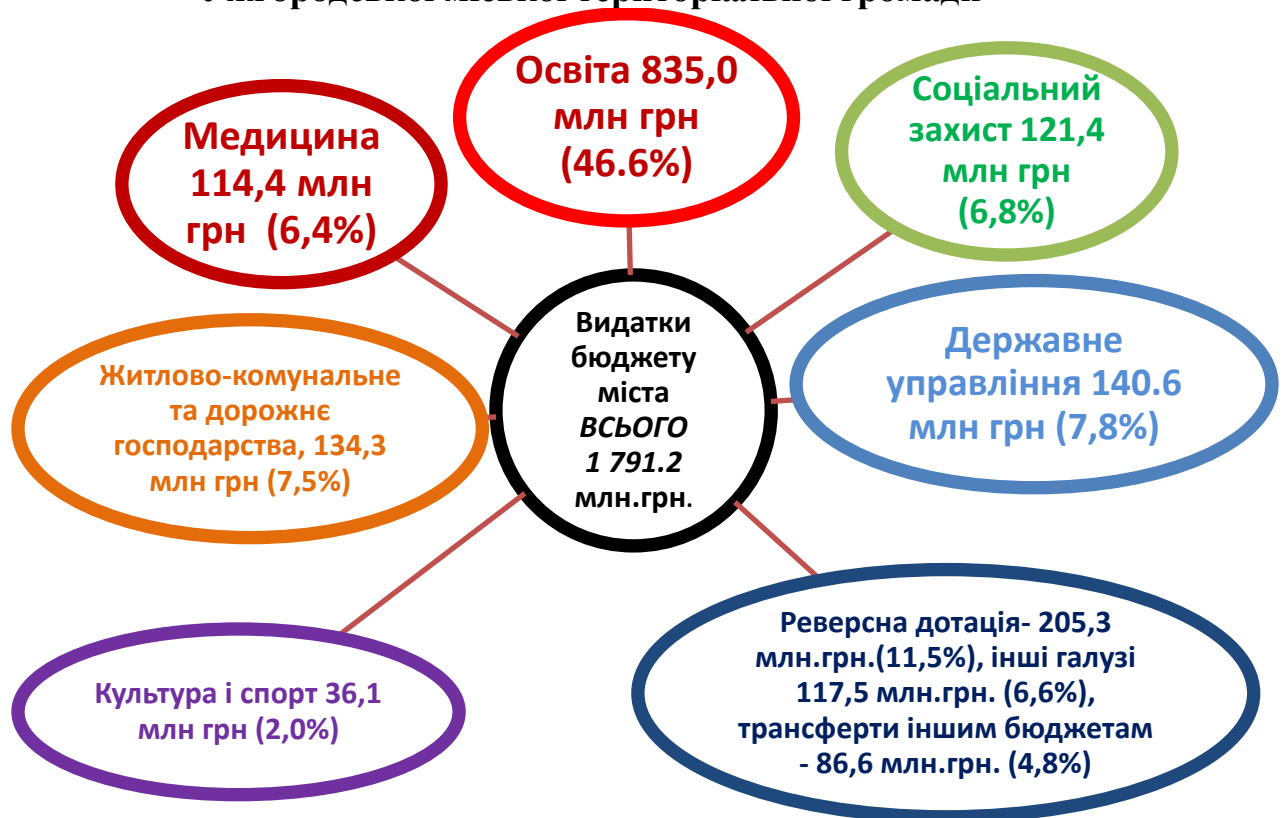 Ужгородської міської територіальної громади
Освіта 835,0
млн грн
(46.6%)
Медицина
114,4 млн
грн (6,4%)
Соціальний
захист 121,4
млн грн
(6,8%)
Видатки
бюджету
міста
ВСЬОГО
1 791.2
млн.грн.
Державне
управління 140.6
млн грн (7,8%)
Житлово-комунальне
та дорожнє
господарства, 134,3
млн грн (7,5%)
Культура і спорт 36,1
млн грн (2,0%)
Реверсна дотація- 205,3
млн.грн.(11,5%), інші галузі
117,5 млн.грн. (6,6%),
трансферти іншим бюджетам
- 86,6 млн.грн. (4,8%)